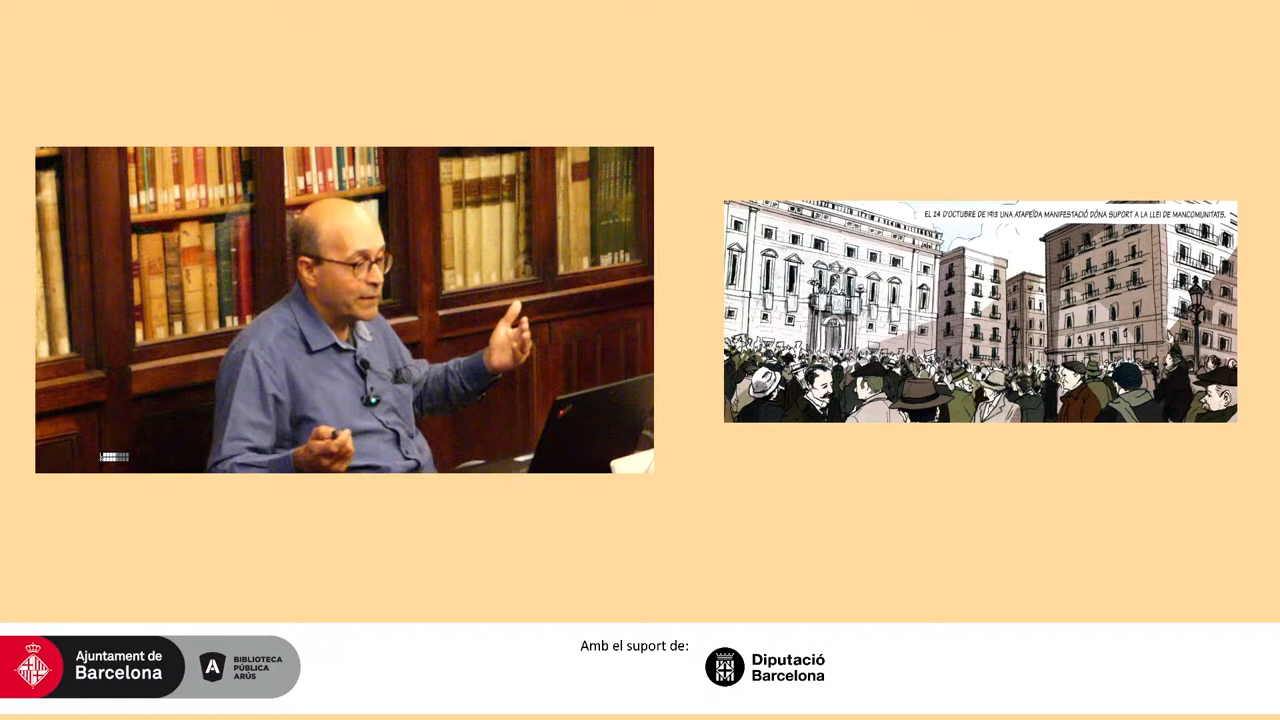 EL 24 D'OCTUBRE DE 1913 UNA ATAPEÏDA MANIFESTACIÓ DÓNA SUPORT A LA LLEI DE MANCOMUNITATS.
Amb el suport de:
Ajuntament de
Barcelona
A
BIBLIOTECA
PÚBLICA
ARÚS
Diputació
Barcelona